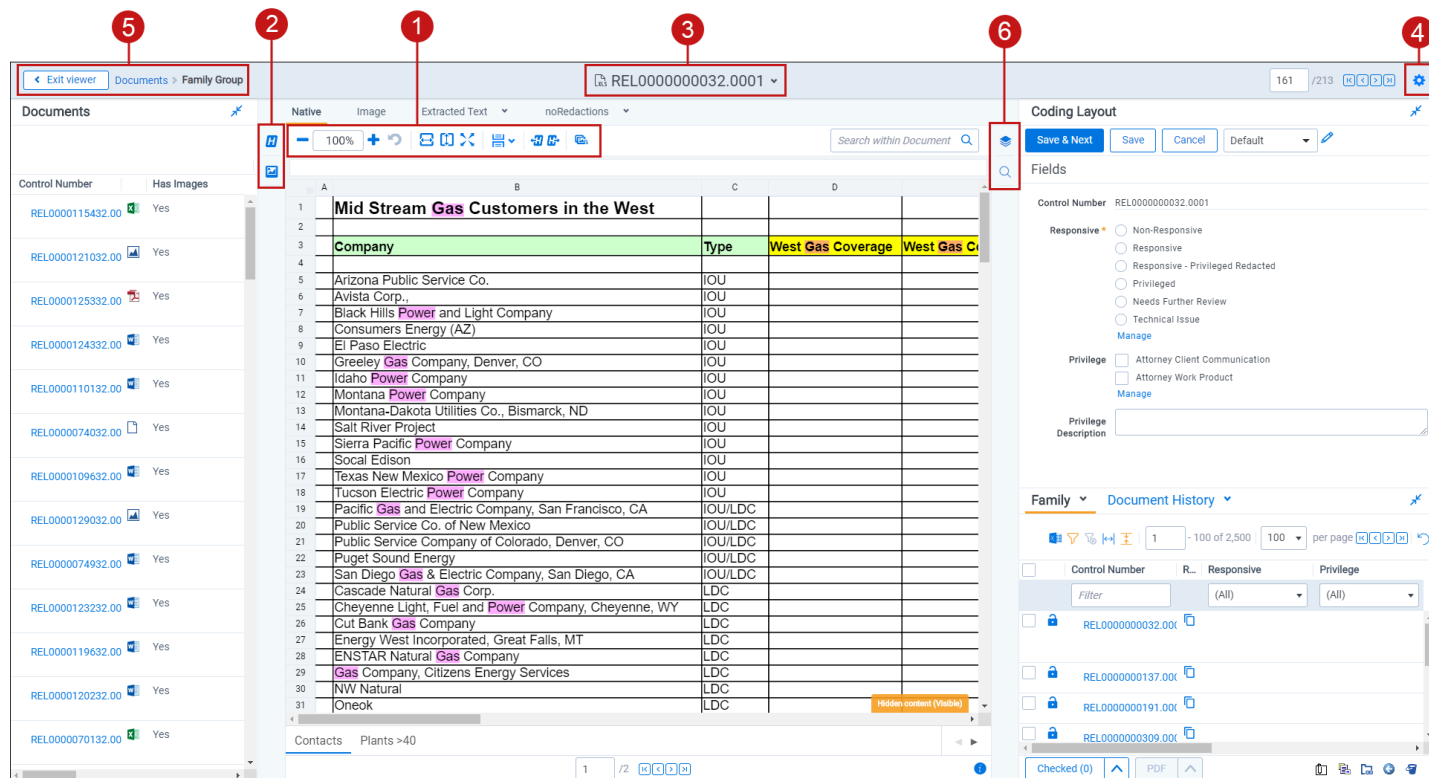 5
2
1
3
6
4
Exit viewer
Documents > Family Group
REL0000000032.0001
161 /213
Documents
Control Number Has Images
REL0000115432.00 Yes
REL0000121032.00 Yes
REL0000125332.00 Yes
REL0000124332.00 Yes
REL0000110132.00 Yes
REL0000074032.00 Yes
REL0000109632.00 Yes
REL0000129032.00 Yes
REL0000074932.00 Yes
REL0000123232.00 Yes
REL0000119632.00 Yes
REL0000120232.00 Yes
REL0000070132.00 Yes
Native Image Extracted Text noRedactions
100%
Search within Document
A B C D
1 Mid Stream Gas Customers in the West
2
3 Company Type West Gas Coverage West Gas Co
4
5 Arizona Public Service Co. IOU
6 Avista Corp., IOU
7 Black Hills Power and Light Company IOU
8 Consumers Energy (AZ) IOU
9 El Paso Electric IOU
10 Greeley Gas Company, Denver, CO IOU
11 Idaho Power Company IOU
12 Montana Power Company IOU
13 Montana-Dakota Utilities Co., Bismarck, ND IOU
14 Salt River Project IOU
15 Sierra Pacific Power Company IOU
16 Socal Edison IOU
17 Texas New Mexico Power Company IOU
18 Tucson Electric Power Company IOU
19 Pacific Gas and Electric Company, San Francisco, CA IOU/LDC
20 Public Service Co. of New Mexico IOU/LDC
21 Public Service Company of Colorado, Denver, CO IOU/LDC
22 Puget Sound Energy IOU/LDC
23 San Diego Gas & Electric Company, San Diego, CA IOU/LDC
24 Cascade Natural Gas Corp. LDC
25 Cheyenne Light, Fuel and Power Company, Cheyenne, WY LDC
26 Cut Bank Gas Company LDC
27 Energy West Incorporated, Great Falls, MT LDC
28 ENSTAR Natural Gas Company LDC
29 Gas Company, Citizens Energy Services LDC
30 NW Natural LDC
31 Oneok LDC
Hidden content (Visible)
Contacts Plants >40
1 /2
Coding Layout
Save & Next Save Cancel Default
Fields
Control Number REL0000000032.0001
Responsive * Non-Responsive
Responsive
Responsive - Privileged Redacted
Privileged
Needs Further Review
Technical Issue
Manage
Privilege Attorney Client Communication
Attorney Work Product
Manage
Privilege
Description
Family Document History
1 - 100 of 2,500 100 per page
Control Number R... Responsive Privilege
Filter (All) (All)
REL0000000032.00(
REL0000000137.00(
REL0000000191.00(
REL0000000309.00(
Checked (0) PDF